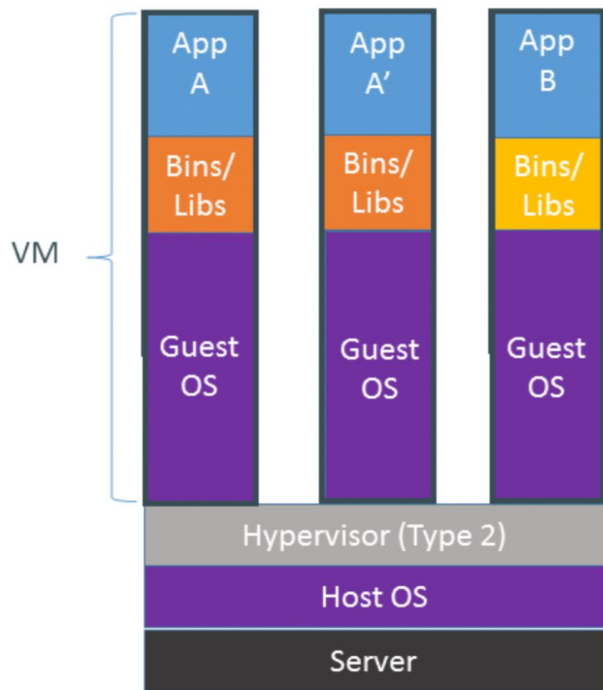 App
A
App
A’
App
B
Bins/
Libs
Bins/
Libs
Bins/
Libs
VM
Guest
OS
Guest
OS
Guest
OS
Hypervisor (Type 2)
Host OS
Server